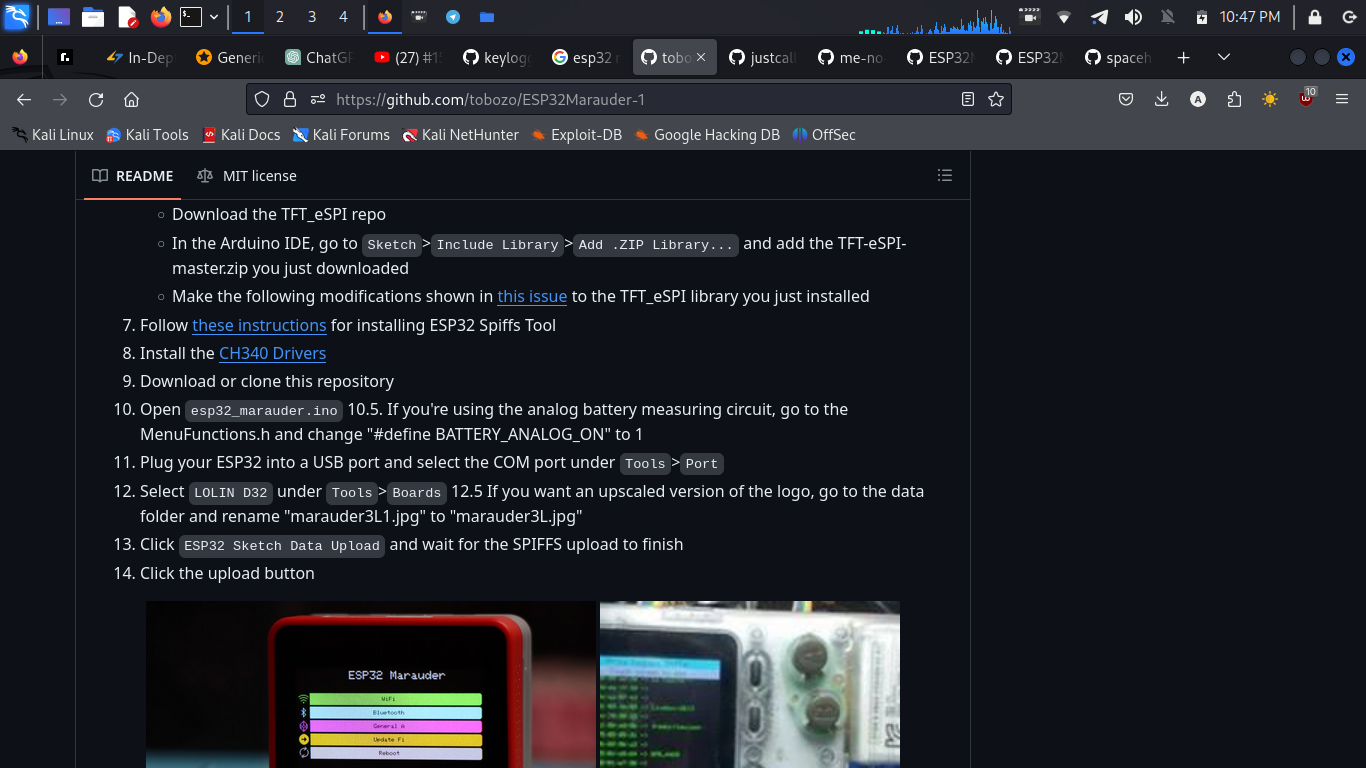 1 2 3 4 10:47 PM
In-Dep Generi ChatGP (27) #1 keylogg esp32 r tobo justcall me-no ESP32M ESP32M spaceh
https://github.com/tobozo/ESP32Marauder-1 10
Kali Linux Kali Tools Kali Docs Kali Forums Kali NetHunter Exploit-DB Google Hacking DB OffSec
README MIT license
Download the TFT_eSPI repo
In the Arduino IDE, go to Sketch>Include Library>Add .ZIP Library... and add the TFT-eSPI-
master.zip you just downloaded
Make the following modifications shown in this issue to the TFT_eSPI library you just installed
7. Follow these instructions for installing ESP32 Spiffs Tool
8. Install the CH340 Drivers
9. Download or clone this repository
10. Open esp32_marauder.ino 10.5. If you're using the analog battery measuring circuit, go to the
MenuFunctions.h and change "#define BATTERY_ANALOG_ON" to 1
11. Plug your ESP32 into a USB port and select the COM port under Tools>Port
12. Select LOLIN D32 under Tools>Boards 12.5 If you want an upscaled version of the logo, go to the data
folder and rename "marauder3L1.jpg" to "marauder3L.jpg"
13. Click ESP32 Sketch Data Upload and wait for the SPIFFS upload to finish
14. Click the upload button
ESP32 Marauder
WiFi
Bluetooth
General A
Update Fi
Reboot